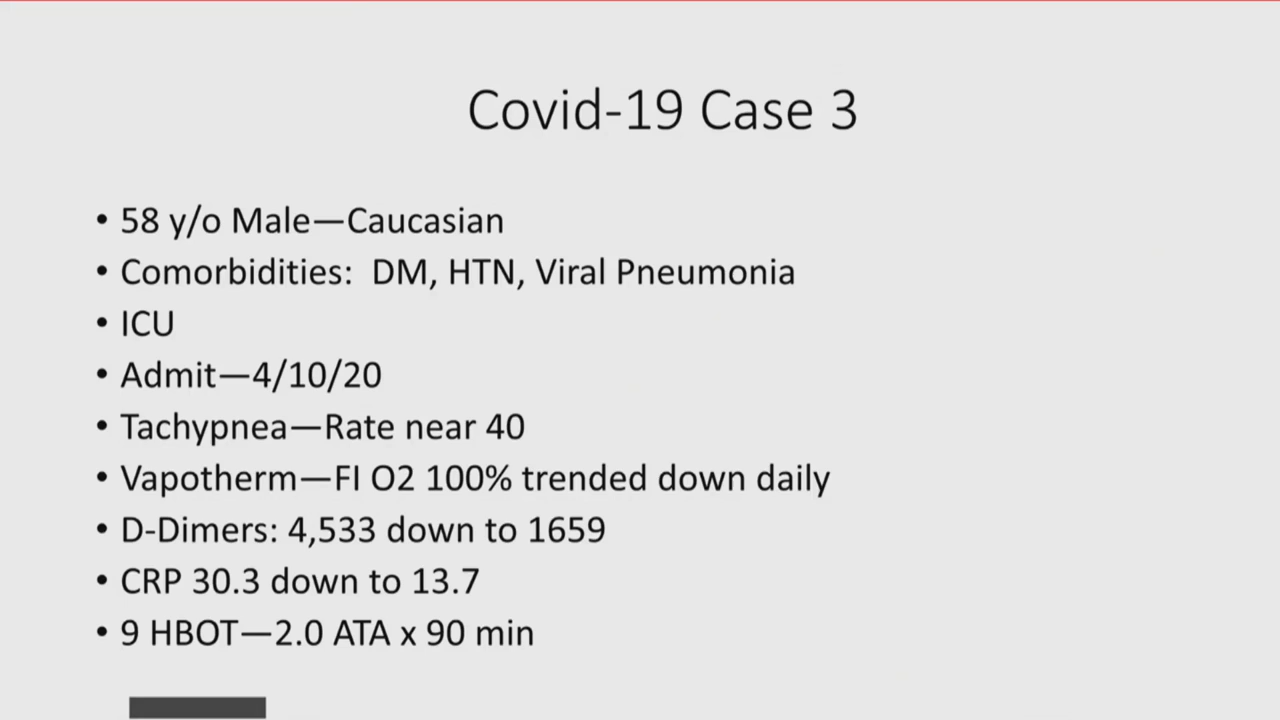 Covid-19 Case 3
• 58 y/o Male—Caucasian
• Comorbidities:  DM, HTN, Viral Pneumonia
• ICU
• Admit—4/10/20
• Tachypnea—Rate near 40
• Vapotherm—FI O2 100% trended down daily
• D-Dimers: 4,533 down to 1659
• CRP 30.3 down to 13.7
• 9 HBOT—2.0 ATA x 90 min